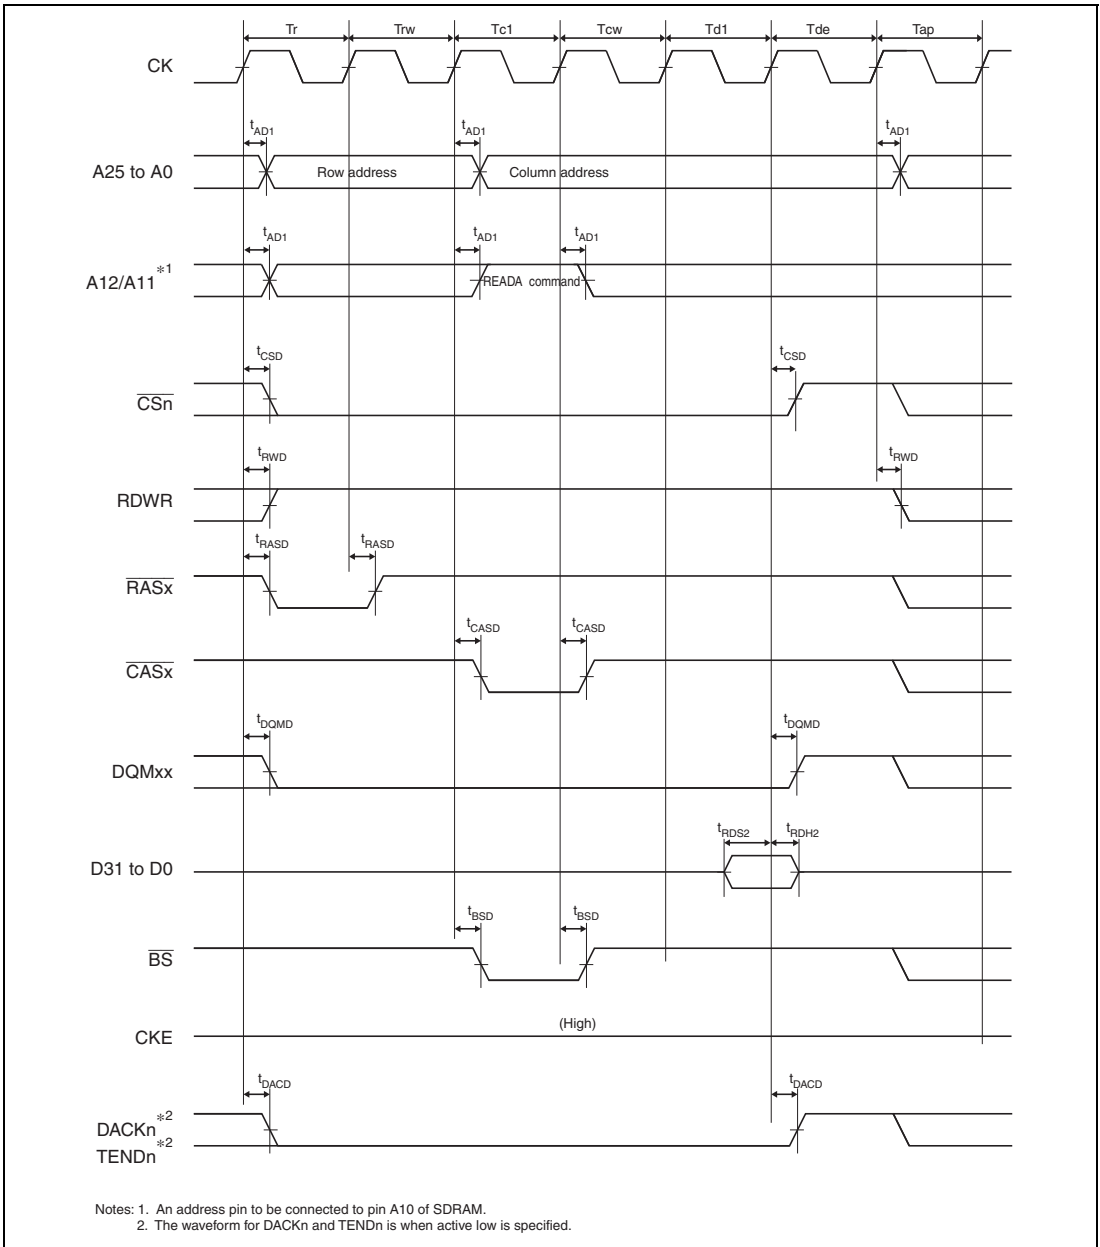 Tr Trw Tc1 Tcw Td1 Tde Tap
CK
tAD1 tAD1 tAD1
A25 to A0 Row address Column address
tAD1 tAD1 tAD1
A12/A11*1 READA command
tCSD tCSD
CSn
tRWD tRWD
RDWR
tRASD tRASD
RASx
tCASD tCASD
CASx
tDQMD tDQMD
DQMxx
tRDS2 tRDH2
D31 to D0
tBSD tBSD
BS
(High)
CKE
tDACD tDACD
DACKn*2
TENDn*2
Notes: 1. An address pin to be connected to pin A10 of SDRAM.
2. The waveform for DACKn and TENDn is when active low is specified.